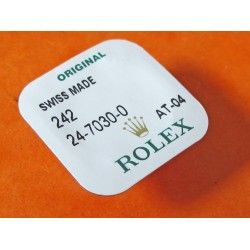 ORIGINAL
SWISS MADE
242
24-7030-0
AT-04
ROLEX